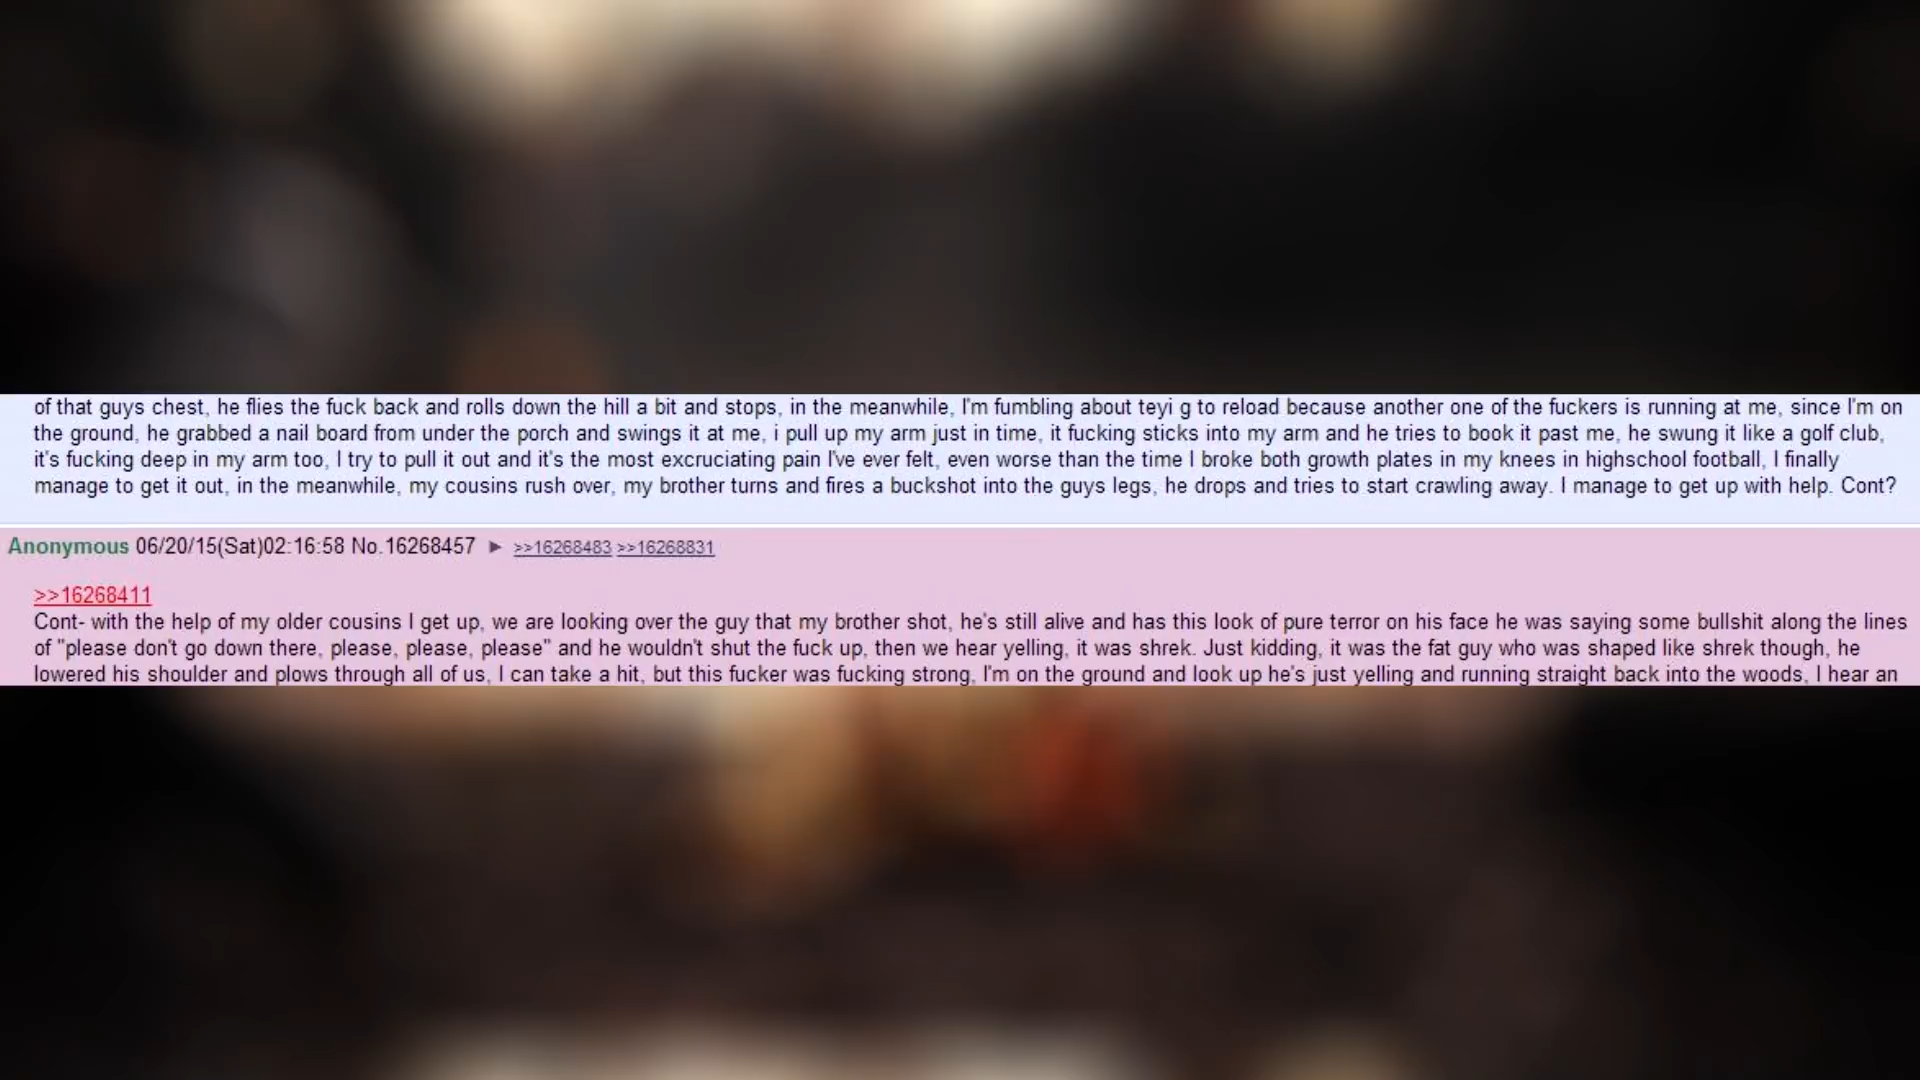 of that guys chest, he flies the fuck back and rolls down the hill a bit and stops, in the meanwhile, I'm fumbling about teyi g to reload because another one of the fuckers is running at me, since I'm on
the ground, he grabbed a nail board from under the porch and swings it at me, i pull up my arm just in time, it fucking sticks into my arm and he tries to book it past me, he swung it like a golf club,
it's fucking deep in my arm too, I try to pull it out and it's the most excruciating pain I've ever felt, even worse than the time I broke both growth plates in my knees in highschool football, I finally
manage to get it out, in the meanwhile, my cousins rush over, my brother turns and fires a buckshot into the guys legs, he drops and tries to start crawling away. I manage to get up with help. Cont?
Anonymous 06/20/15(Sat)02:16:58 No.16268457 ► >>16268483 >>16268831
>>16268411
Cont- with the help of my older cousins I get up, we are looking over the guy that my brother shot, he's still alive and has this look of pure terror on his face he was saying some bullshit along the lines
of "please don't go down there, please, please, please" and he wouldn't shut the fuck up, then we hear yelling, it was shrek. Just kidding, it was the fat guy who was shaped like shrek though, he
lowered his shoulder and plows through all of us, I can take a hit, but this fucker was fucking strong, I'm on the ground and look up he's just yelling and running straight back into the woods, I hear an